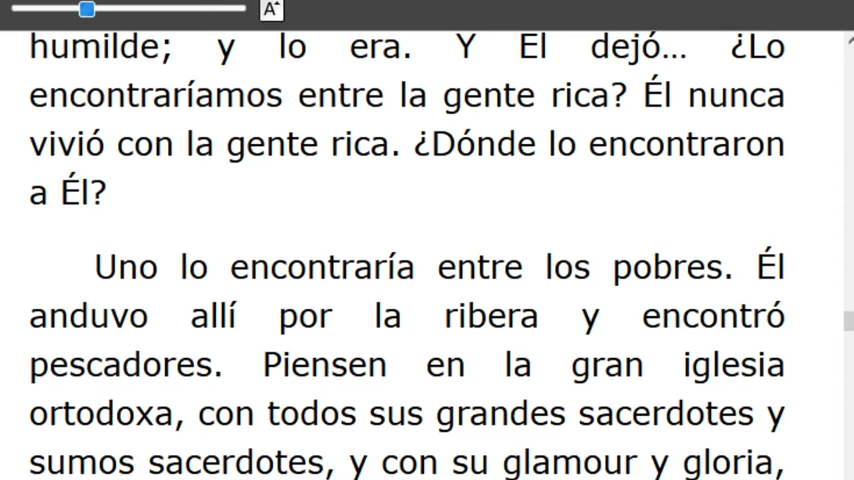 A
humilde; y lo era. Y El dejó... ¿Lo
encontraríamos entre la gente rica? Él nunca
vivió con la gente rica. ¿Dónde lo encontraron
a Él?
Uno lo encontraría entre los pobres. Él
anduvo allí por la ribera y encontró
pescadores. Piensen en la gran iglesia
ortodoxa, con todos sus grandes sacerdotes y
sumos sacerdotes, y con su glamour y gloria,